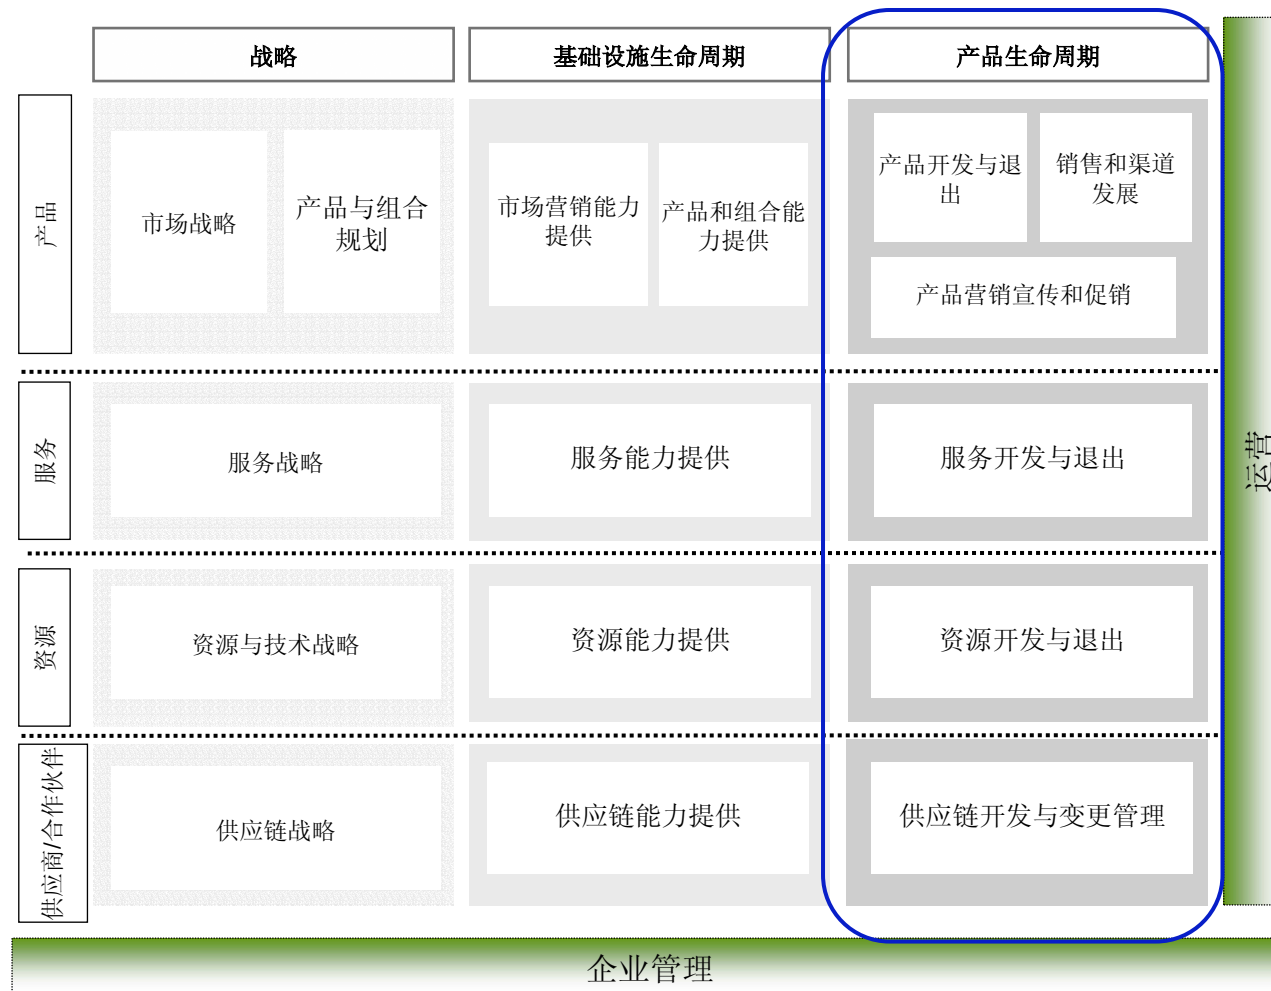 战略
基础设施生命周期
产品生命周期
产品
市场战略
产品与组合
规划
市场营销能力
提供
产品和组合能
力提供
产品开发与退
出
销售和渠道
发展
产品营销宣传和促销
服务
服务战略
服务能力提供
服务开发与退出
运营
资源
资源与技术战略
资源能力提供
资源开发与退出
供应商/合作伙伴
供应链战略
供应链能力提供
供应链开发与变更管理
企业管理